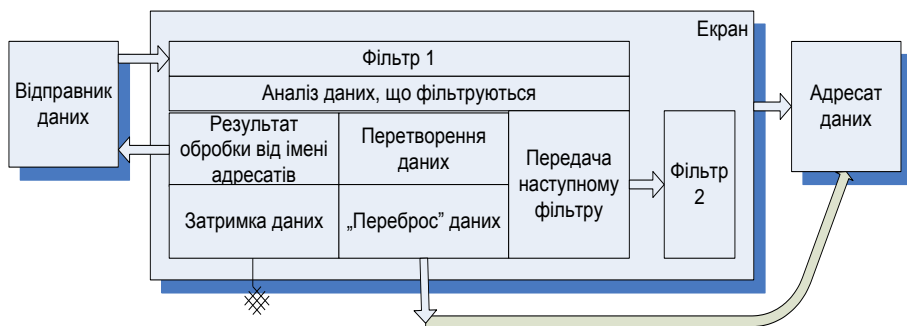 Екран
Відправник
даних
Фільтр 1
Аналіз даних, що фільтруються
Результат
обробки від імені
адресатів
Перетворення
даних
Передача
наступному
фільтру
Затримка даних
„Переброс” даних
Фільтр
2
Адресат
даних